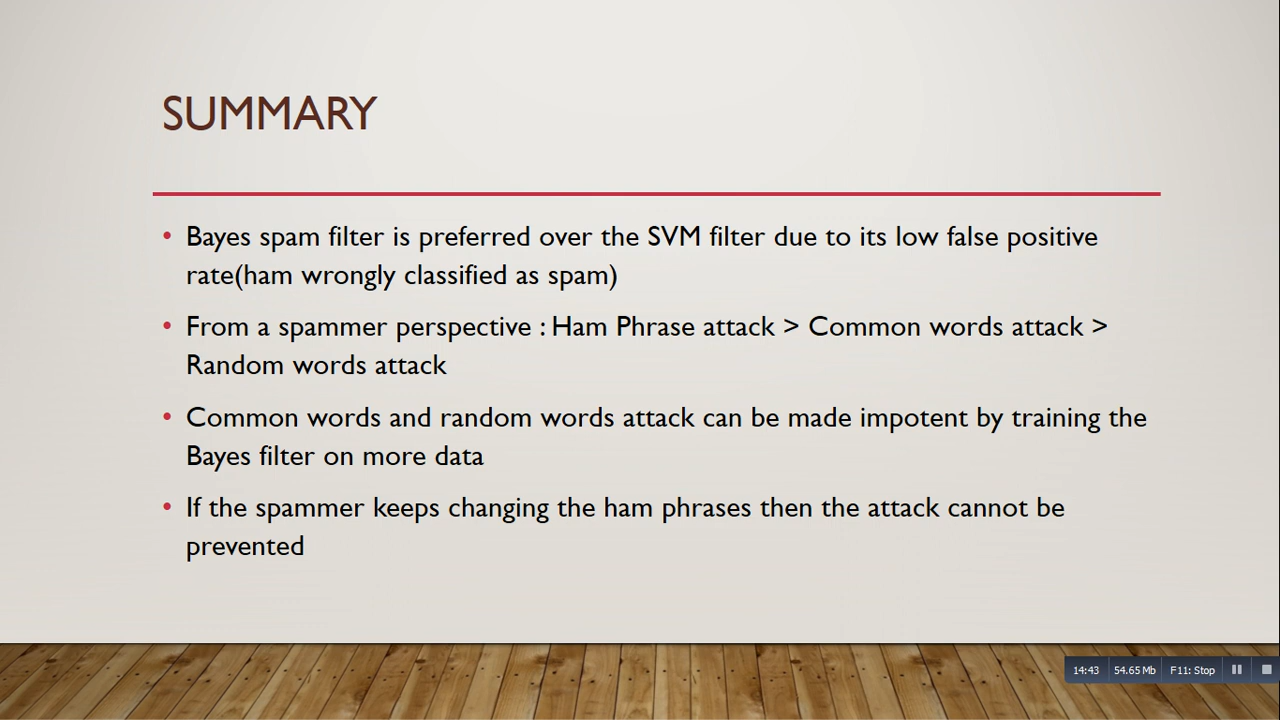 SUMMARY
• Bayes spam filter is preferred over the SVM filter due to its low false positive
rate(ham wrongly classified as spam)
• From a spammer perspective : Ham Phrase attack > Common words attack >
Random words attack
• Common words and random words attack can be made impotent by training the
Bayes filter on more data
• If the spammer keeps changing the ham phrases then the attack cannot be
prevented
14:43 54.65 Mb F11: Stop